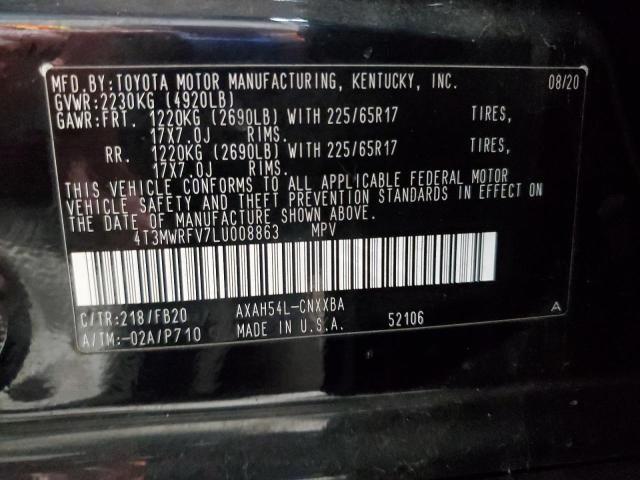 MFD.BY:TOYOTA MOTOR MANUFACTURING, KENTUCKY, INC. 08/20
GVWR:2230KG (4920LB)
GAWR:FRT. 1220KG (2690LB) WITH 225/65R17 TIRES,
17X7.0J RIMS.
RR. 1220KG (2690LB) WITH 225/65R17 TIRES,
17X7.0J RIMS.
THIS VEHICLE CONFORMS TO ALL APPLICABLE FEDERAL MOTOR
VEHICLE SAFETY AND THEFT PREVENTION STANDARDS IN EFFECT ON
THE DATE OF MANUFACTURE SHOWN ABOVE.
4T3MWRFV7LU008863 MPV
C/TR:218/FB20 AXAH54L-CNXXBA A
A/TM:-02A/P710 MADE IN U.S.A. 52106